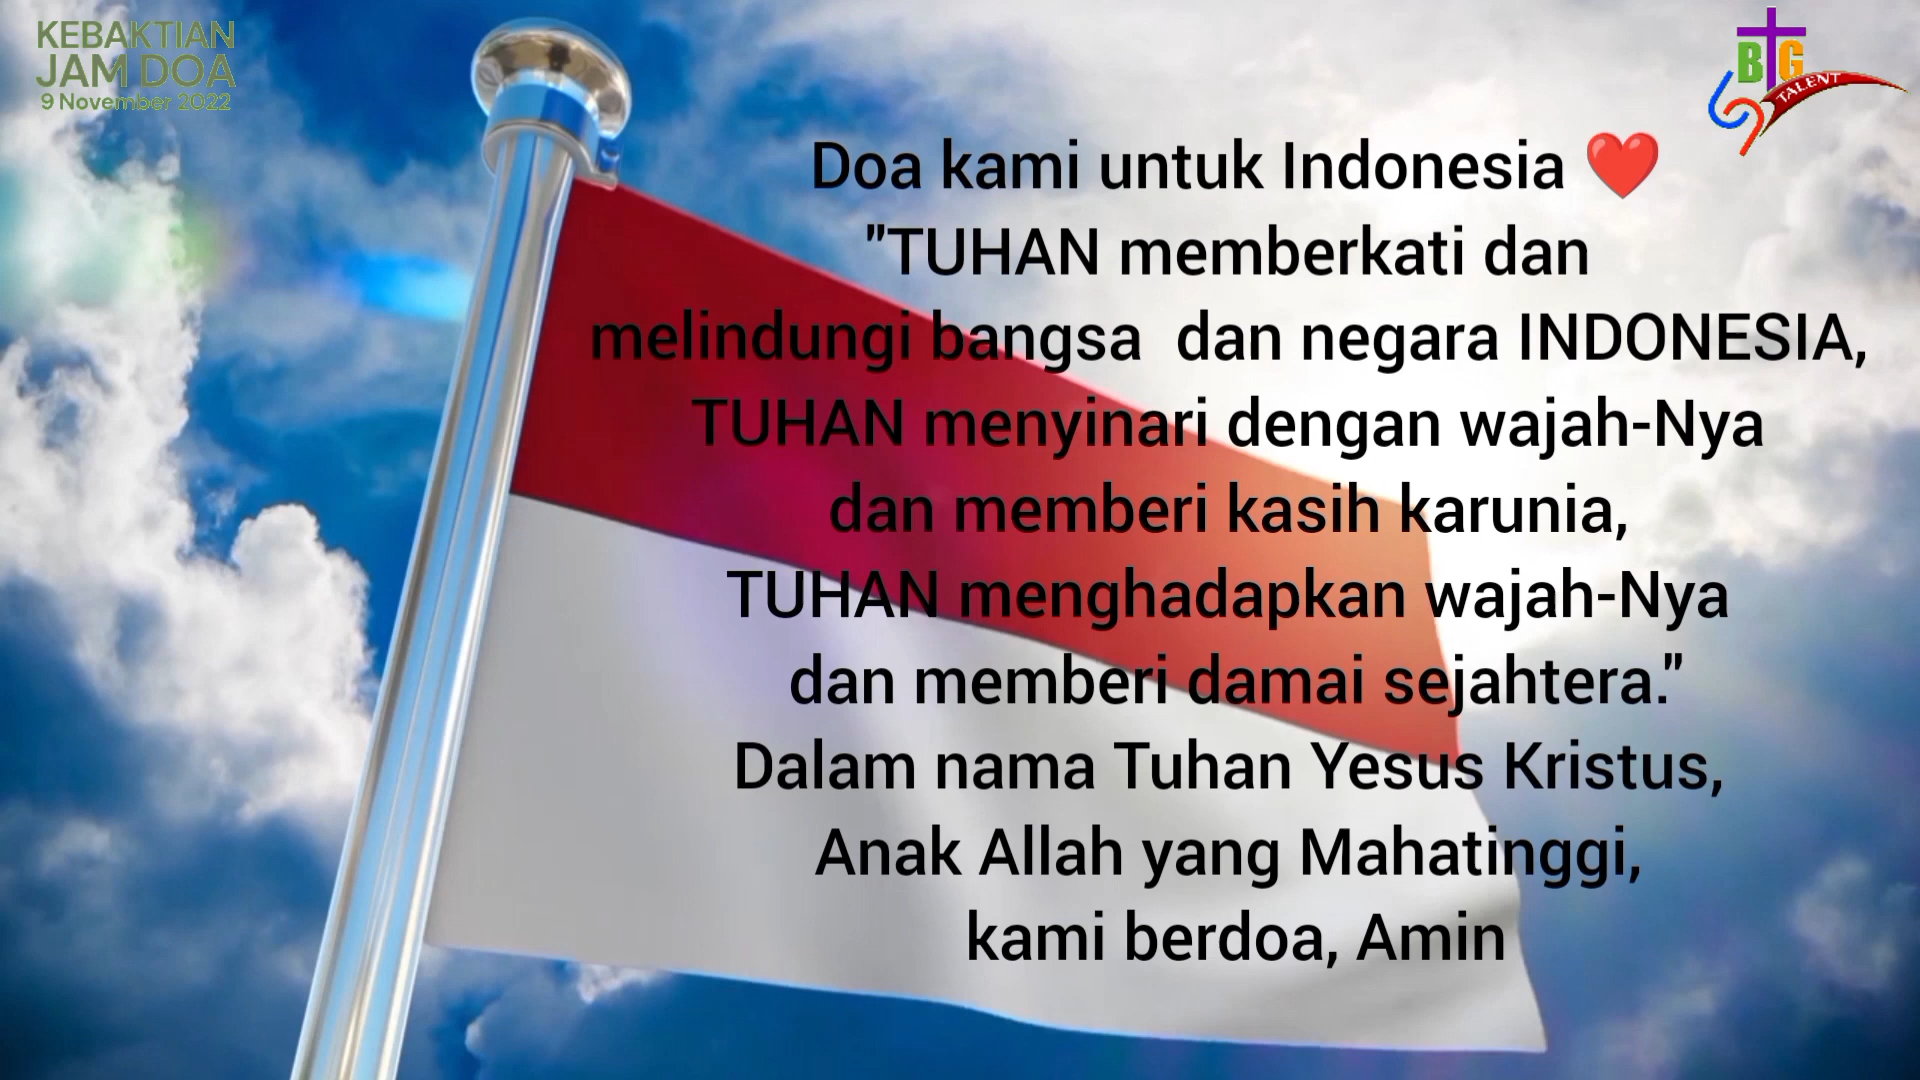 KEBAKTIAN
JAM DOA
9 November 2022
BTG
TALENT
Doa kami untuk Indonesia ❤️
"TUHAN memberkati dan
melindungi bangsa  dan negara INDONESIA,
TUHAN menyinari dengan wajah-Nya
dan memberi kasih karunia,
TUHAN menghadapkan wajah-Nya
dan memberi damai sejahtera."
Dalam nama Tuhan Yesus Kristus,
Anak Allah yang Mahatinggi,
kami berdoa, Amin